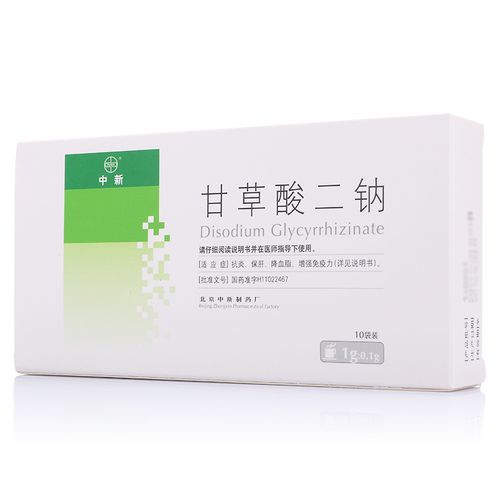 中新
甘草酸二钠
Disodium Glycyrrhizinate
请仔细阅读说明书并在医师指导下使用。
[适应症] 抗炎、保肝、降血脂、增强免疫力(详见说明书)。
[批准文号] 国药准字H11022467
北京中新制药厂
Beijing Zhongxin Pharmaceutical Factory
10袋装
1g:0.1g